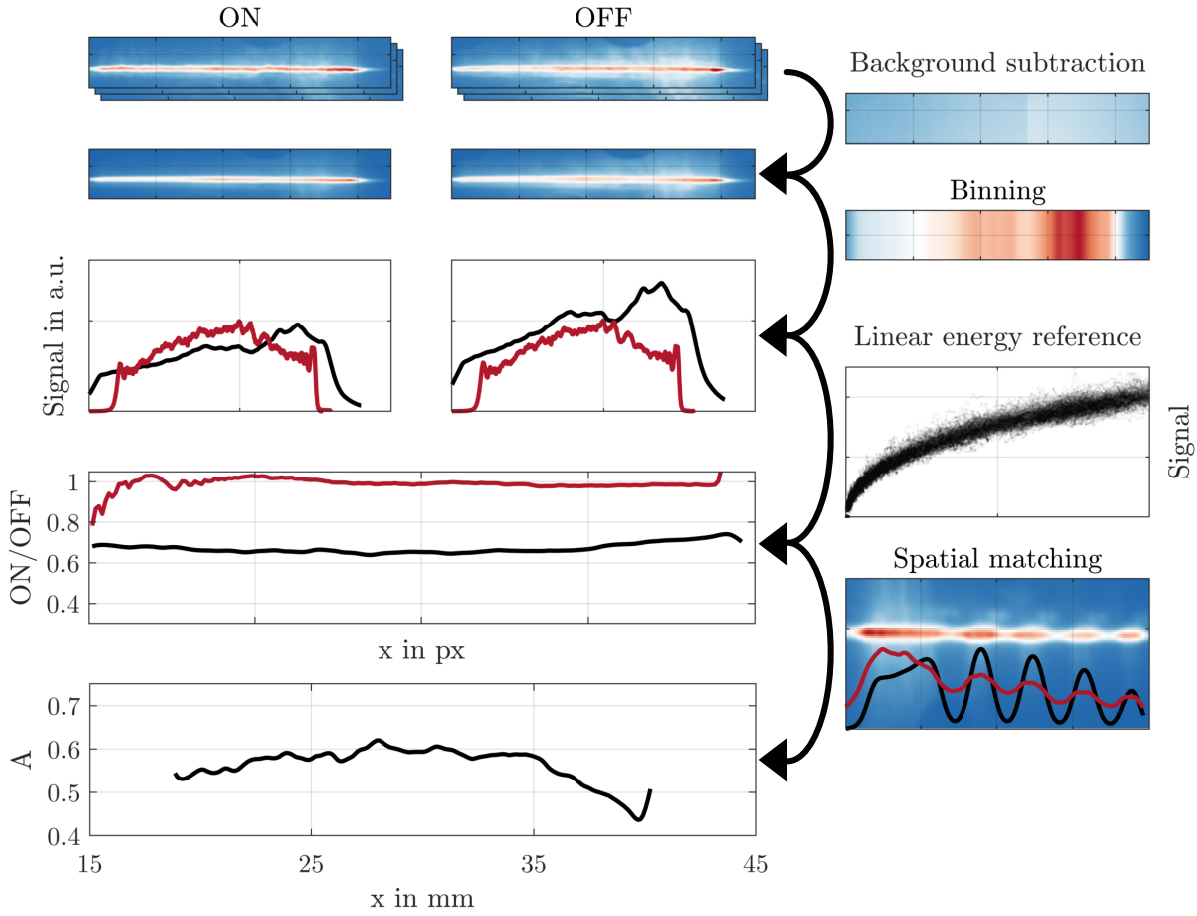 ON
OFF
Background subtraction
Binning
Signal in a.u.
Linear energy reference
Signal
ON/OFF
1
0.8
0.6
0.4
x in px
Spatial matching
A
0.7
0.6
0.5
0.4
15
25
35
45
x in mm